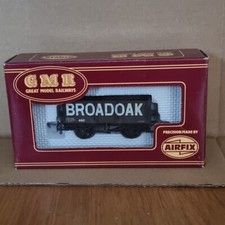 GMR
GREAT MODEL RAILWAYS
BROADOAK
PRECISION MADE BY
AIRFIX